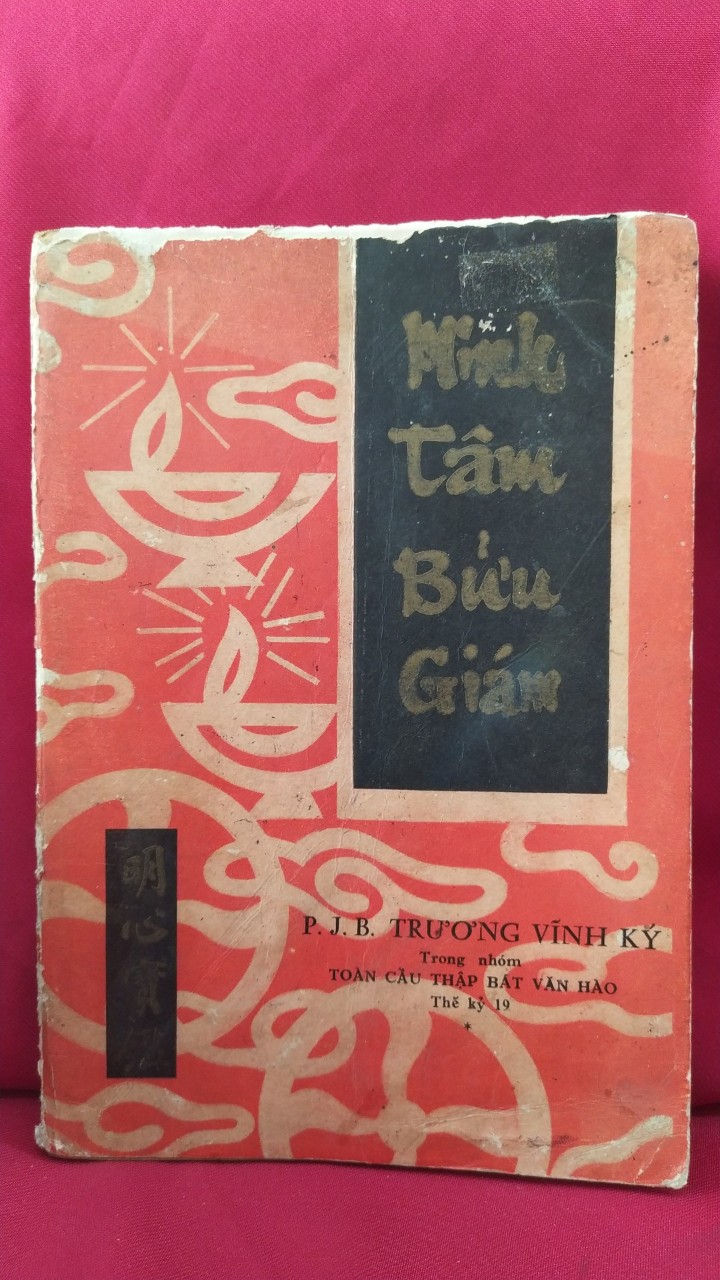 Minh
Tâm
Bửu
Giám
明
心
寶
P. J. B. TRƯƠNG VĨNH KÝ
Trong nhóm
TOÀN CẦU THẬP BÁT VĂN HÀO
Thế kỷ 19
*